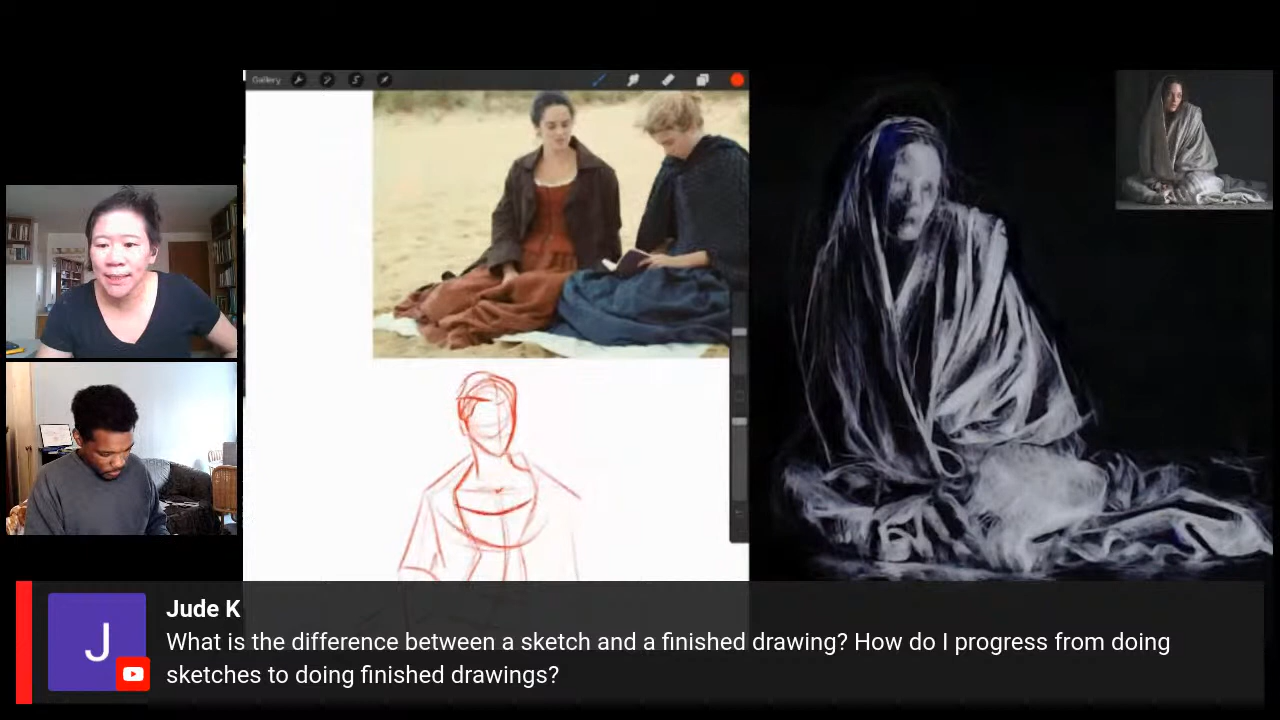 Gallery
J
Jude K
What is the difference between a sketch and a finished drawing? How do I progress from doing
sketches to doing finished drawings?